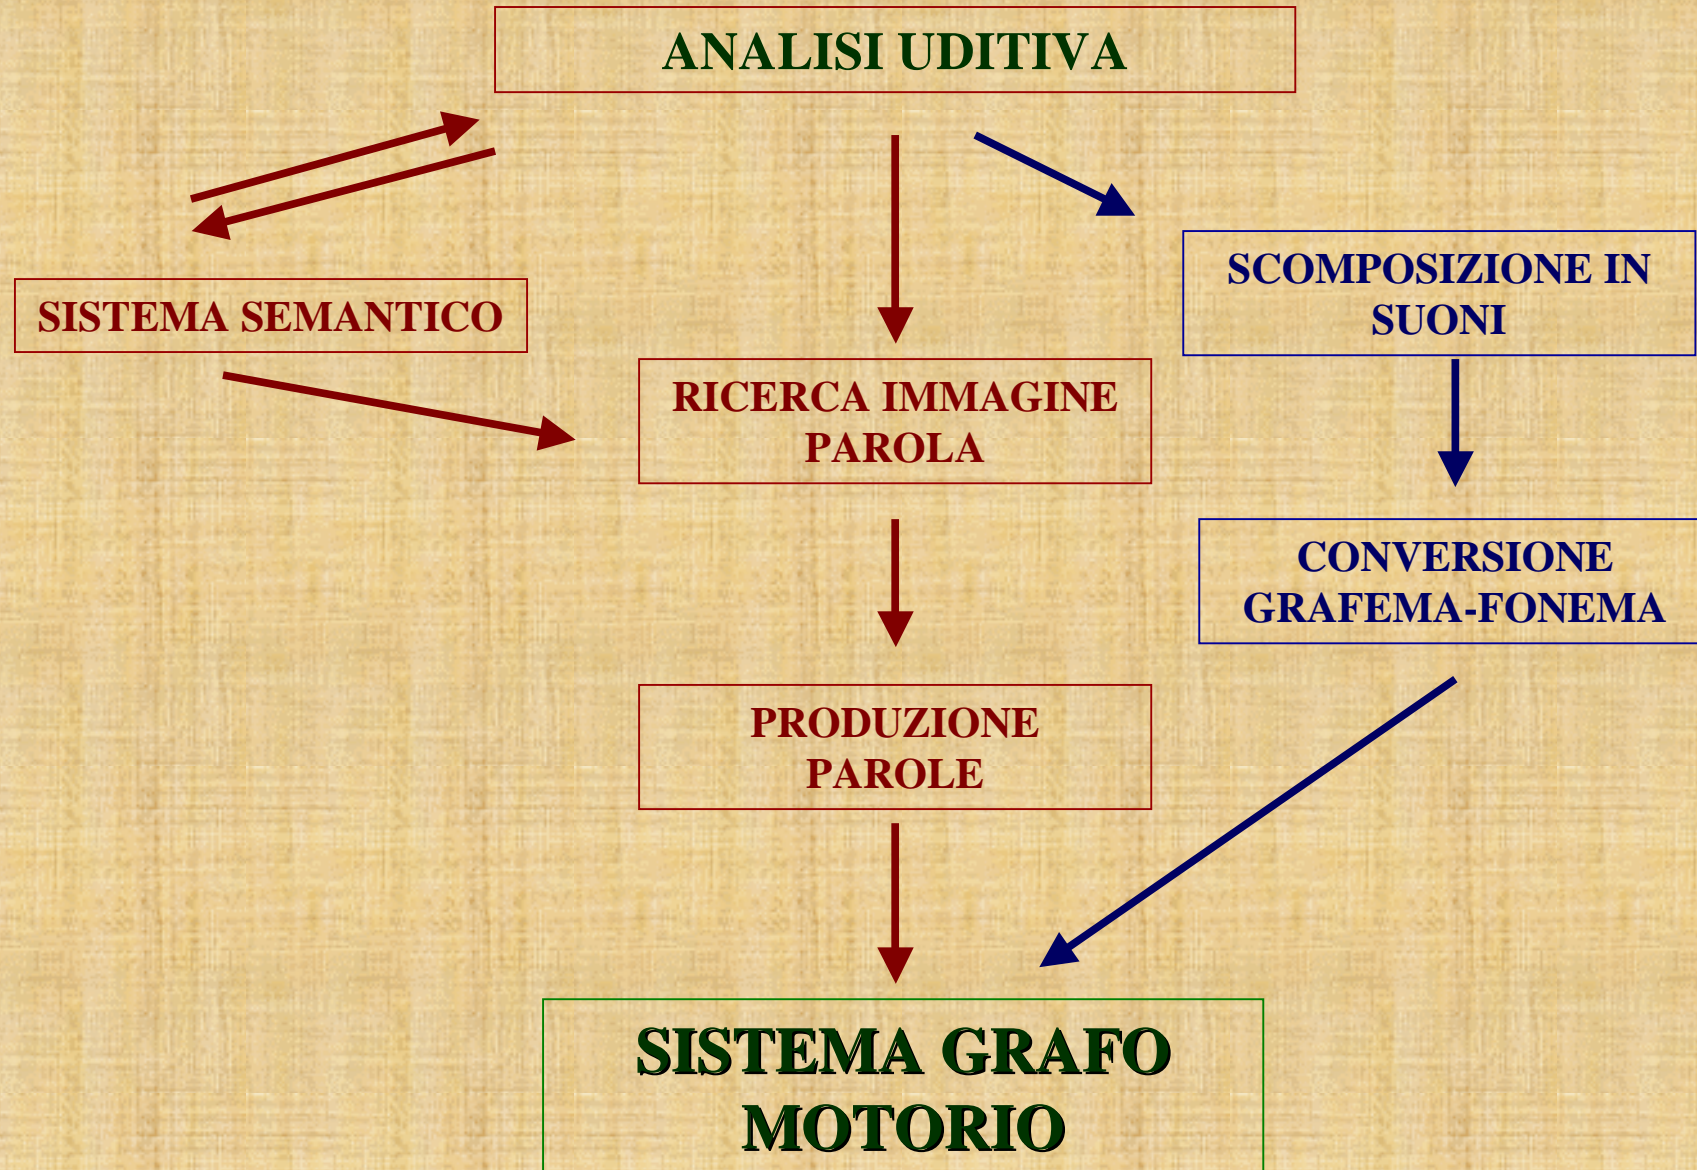 ANALISI UDITIVA
SISTEMA SEMANTICO
SCOMPOSIZIONE IN
SUONI
RICERCA IMMAGINE
PAROLA
CONVERSIONE
GRAFEMA-FONEMA
PRODUZIONE
PAROLE
SISTEMA GRAFO
MOTORIO